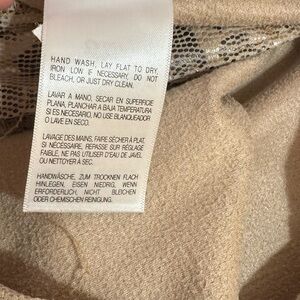 HAND WASH, LAY FLAT TO DRY,
IRON LOW IF NECESSARY, DO NOT
BLEACH, OR JUST DRY CLEAN.
LAVAR A MANO, SECAR EN SUPERFICIE
PLANA, PLANCHAR A BAJA TEMPERATURA
SI ES NECESARIO, NO USE BLANQUEADOR
O LAVE EN SECO.
LAVAGE DES MAINS, FAIRE SÉCHER À PLAT,
SI NÉCESSAIRE, REPASSE SUR RÉGLAGE
FAIBLE, NE PAS UTILISER D'EAU DE JAVEL
OU NETTOYER À SEC.
HANDWÄSCHE, ZUM TROCKNEN FLACH
HINLEGEN, EISEN NIEDRIG, WENN
ERFORDERLICH, NICHT BLEICHEN
ODER CHEMISCHEN REINIGUNG.